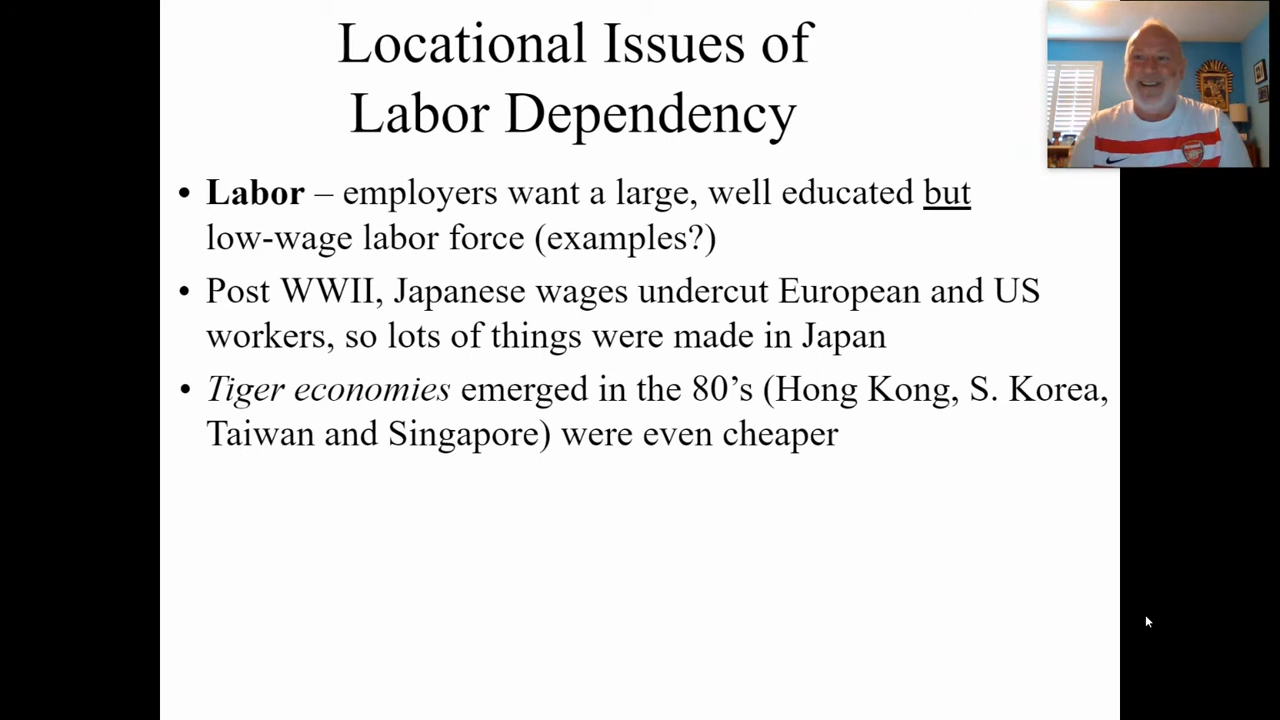 Locational Issues of
Labor Dependency
• Labor – employers want a large, well educated but
low-wage labor force (examples?)
• Post WWII, Japanese wages undercut European and US
workers, so lots of things were made in Japan
• Tiger economies emerged in the 80’s (Hong Kong, S. Korea,
Taiwan and Singapore) were even cheaper